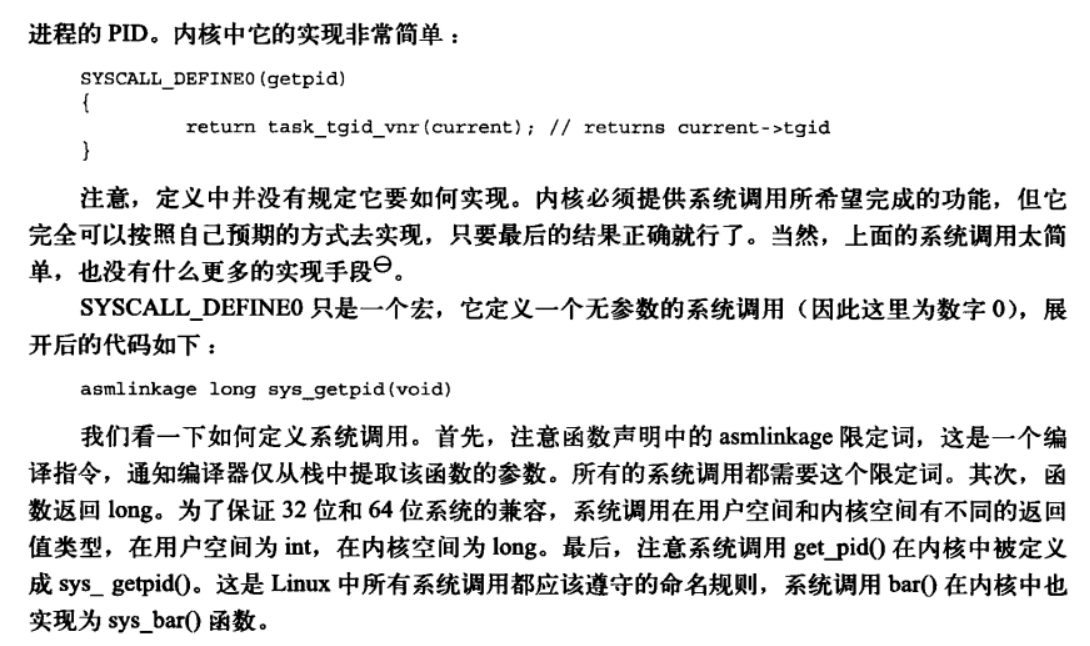 进程的 PID。内核中它的实现非常简单：
SYSCALL_DEFINE0(getpid)
{
return task_tgid_vnr(current); // returns current->tgid
}
注意，定义中并没有规定它要如何实现。内核必须提供系统调用所希望完成的功能，但它
完全可以按照自己预期的方式去实现，只要最后的结果正确就行了。当然，上面的系统调用太简
单，也没有什么更多的实现手段⊖。
SYSCALL_DEFINE0 只是一个宏，它定义一个无参数的系统调用（因此这里为数字 0），展
开后的代码如下：
asmlinkage long sys_getpid(void)
我们看一下如何定义系统调用。首先，注意函数声明中的 asmlinkage 限定词，这是一个编
译指令，通知编译器仅从栈中提取该函数的参数。所有的系统调用都需要这个限定词。其次，函
数返回 long。为了保证 32 位和 64 位系统的兼容，系统调用在用户空间和内核空间有不同的返回
值类型，在用户空间为 int，在内核空间为 long。最后，注意系统调用 get_pid() 在内核中被定义
成 sys_ getpid()。这是 Linux 中所有系统调用都应该遵守的命名规则，系统调用 bar() 在内核中也
实现为 sys_bar() 函数。